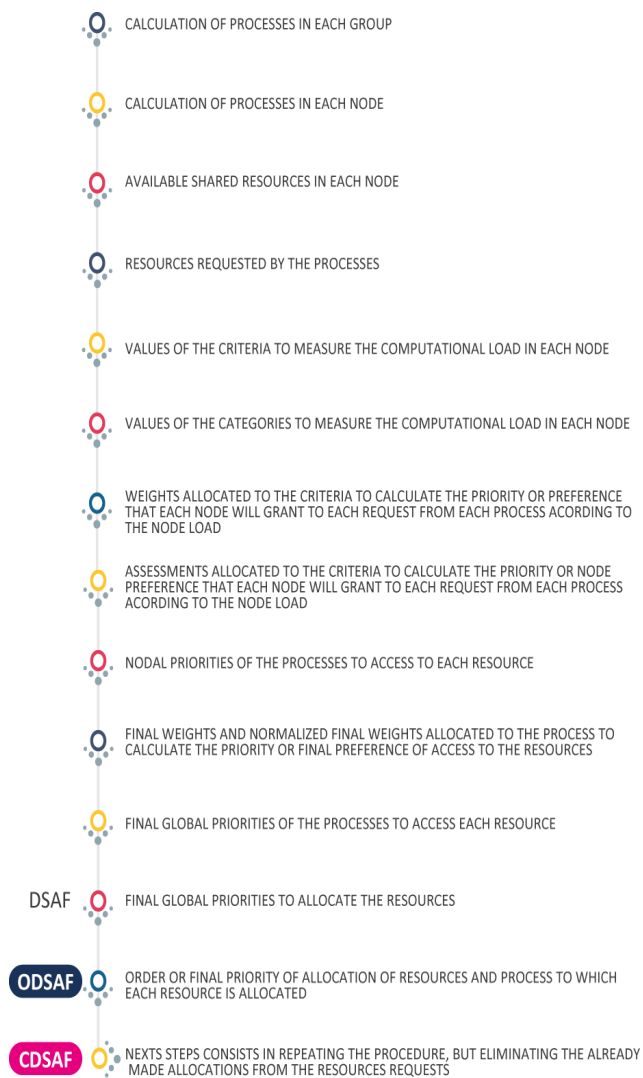 CALCULATION OF PROCESSES IN EACH GROUP
CALCULATION OF PROCESSES IN EACH NODE
AVAILABLE SHARED RESOURCES IN EACH NODE
RESOURCES REQUESTED BY THE PROCESSES
VALUES OF THE CRITERIA TO MEASURE THE COMPUTATIONAL LOAD IN EACH NODE
VALUES OF THE CATEGORIES TO MEASURE THE COMPUTATIONAL LOAD IN EACH NODE
WEIGHTS ALLOCATED TO THE CRITERIA TO CALCULATE THE PRIORITY OR PREFERENCE
THAT EACH NODE WILL GRANT TO EACH REQUEST FROM EACH PROCESS ACORDING TO
THE NODE LOAD
ASSESSMENTS ALLOCATED TO THE CRITERIA TO CALCULATE THE PRIORITY OR NODE
PREFERENCE THAT EACH NODE WILL GRANT TO EACH REQUEST FROM EACH PROCESS
ACORDING TO THE NODE LOAD
NODAL PRIORITIES OF THE PROCESSES TO ACCESS TO EACH RESOURCE
FINAL WEIGHTS AND NORMALIZED FINAL WEIGHTS ALLOCATED TO THE PROCESS TO
CALCULATE THE PRIORITY OR FINAL PREFERENCE OF ACCESS TO THE RESOURCES
FINAL GLOBAL PRIORITIES OF THE PROCESSES TO ACCESS EACH RESOURCE
DSAF
FINAL GLOBAL PRIORITIES TO ALLOCATE THE RESOURCES
ODSAF
ORDER OR FINAL PRIORITY OF ALLOCATION OF RESOURCES AND PROCESS TO WHICH
EACH RESOURCE IS ALLOCATED
CDSAF
NEXTS STEPS CONSISTS IN REPEATING THE PROCEDURE, BUT ELIMINATING THE ALREADY
MADE ALLOCATIONS FROM THE RESOURCES REQUESTS